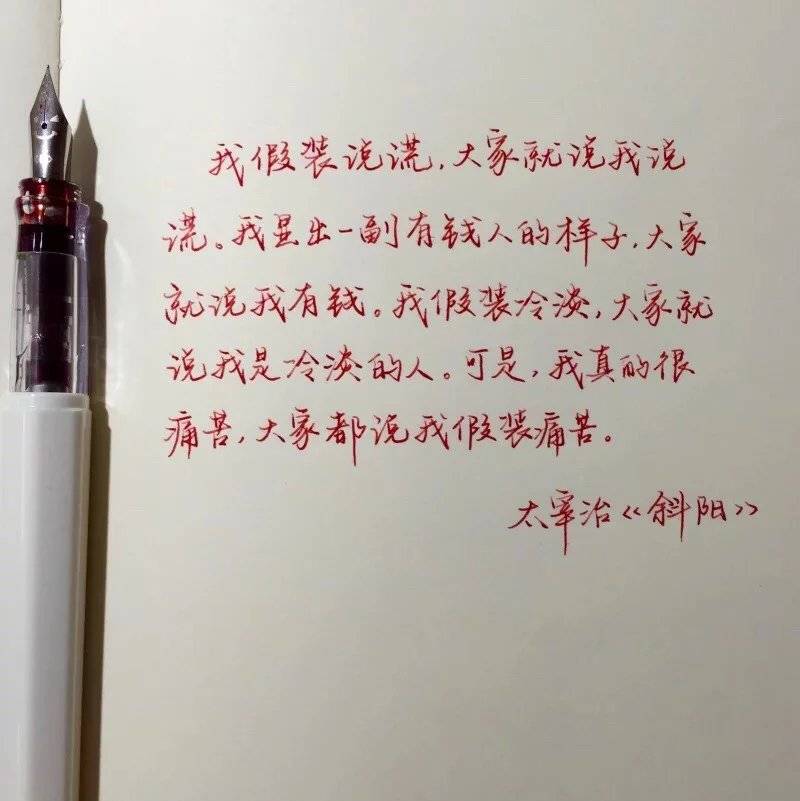 我假装说谎，大家就说我说
谎。我显出一副有钱人的样子，大家
就说我有钱。我假装冷淡，大家就
说我是冷淡的人。可是，我真的很
痛苦，大家都说我假装痛苦。
太宰治《斜阳》